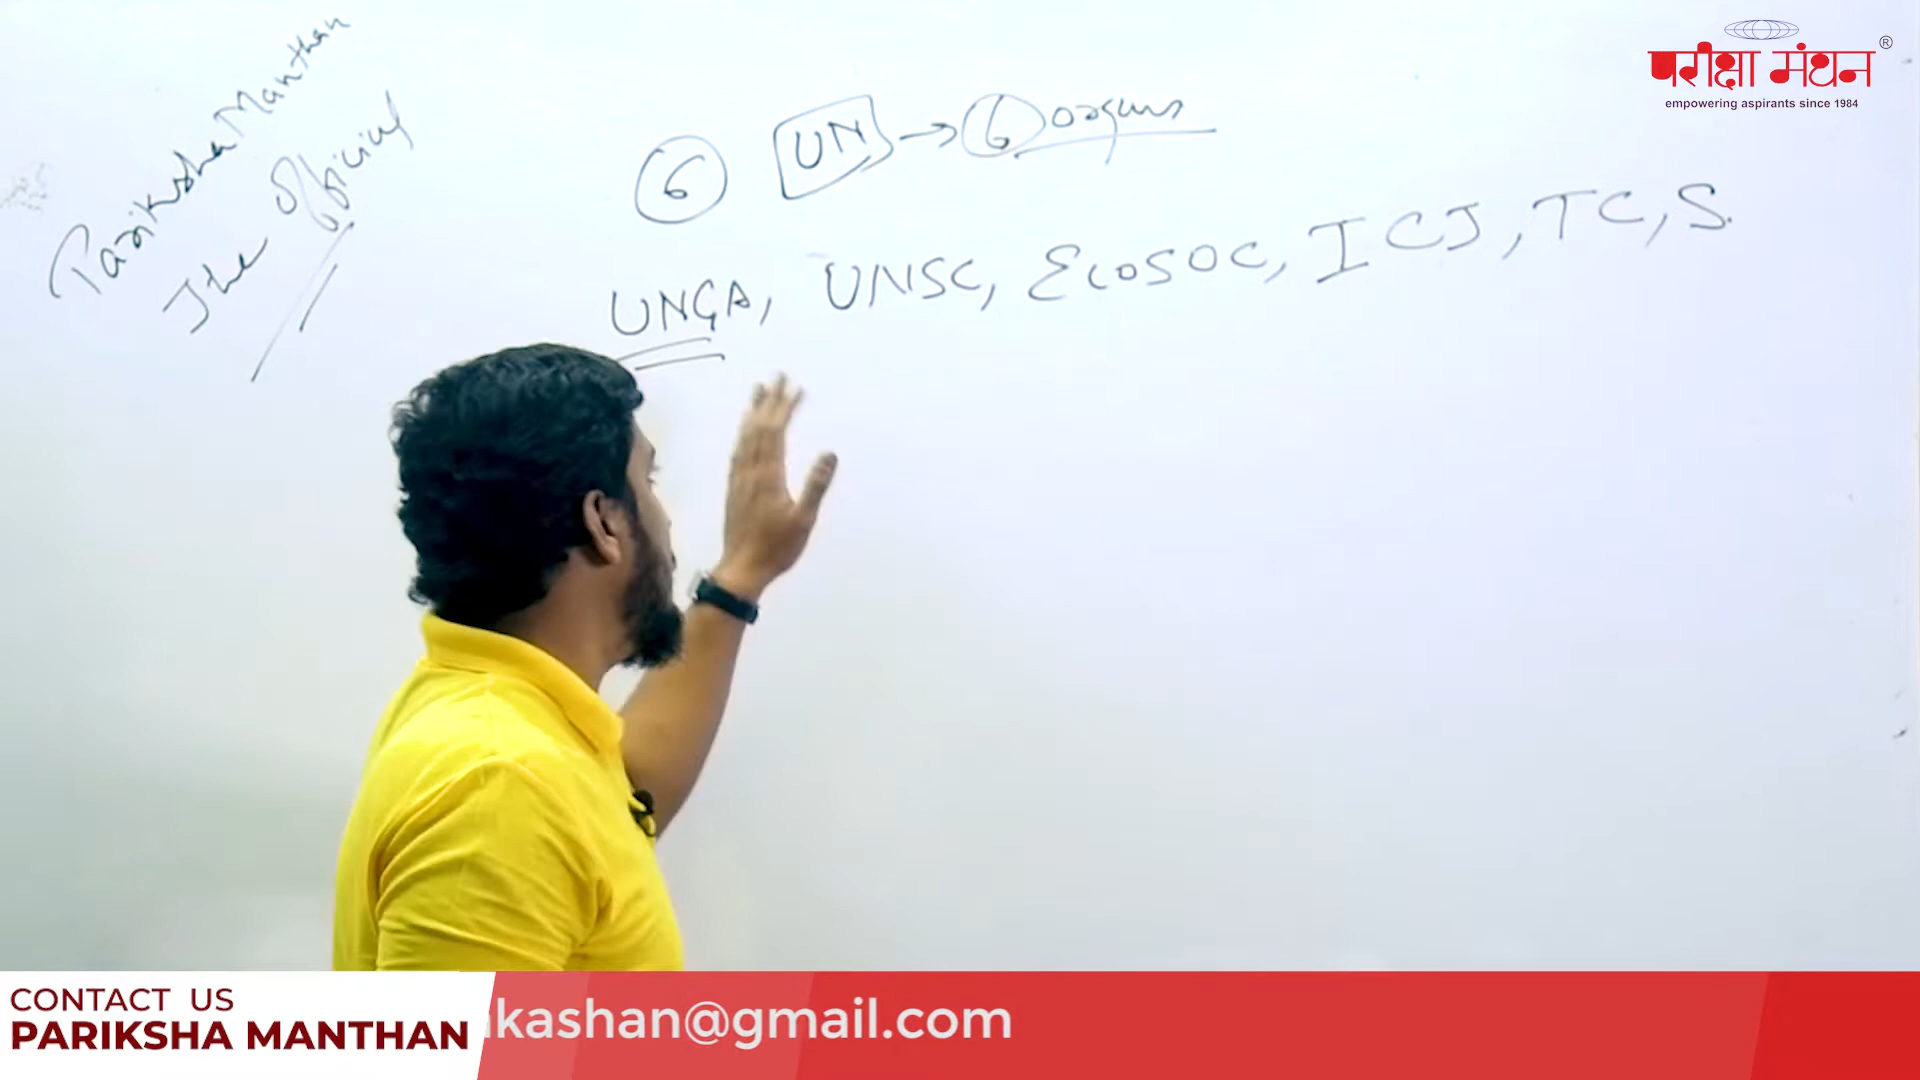 Pariksha Manthan
The Official
6 UN → 6 organs
UNGA, UNSC, ECOSOC, ICJ, TC, S.
परीक्षा मंथन ®
empowering aspirants since 1984
CONTACT US
PARIKSHA MANTHAN
kashan@gmail.com